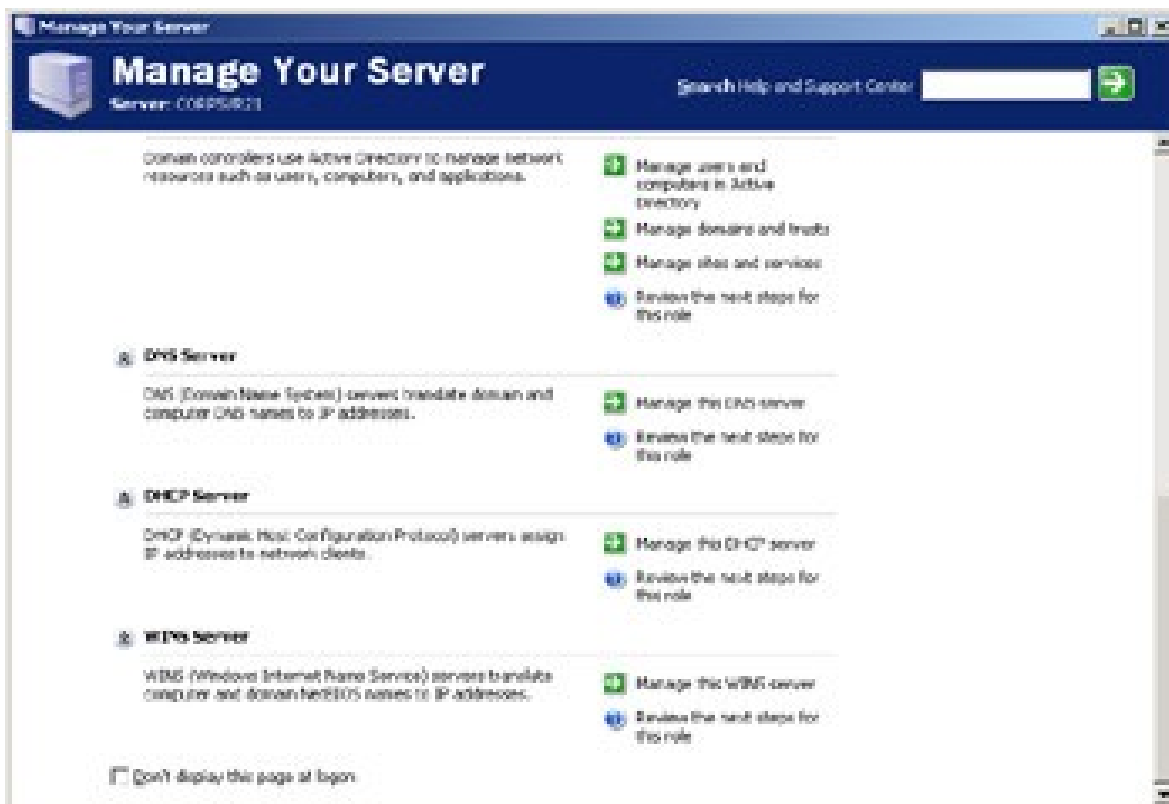 Manage Your Server
Manage Your Server
Server:
Search Help and Support Center
Domain controllers use Active Directory to manage network
resources such as users, computers, and applications.
Manage users and
computers in Active
Directory
Manage domains and trusts
Manage sites and services
Review the next steps for
this role
DNS Server
DNS (Domain Name System) servers translate domain and
computer DNS names to IP addresses.
Manage this DNS server
Review the next steps for
this role
DHCP Server
DHCP (Dynamic Host Configuration Protocol) servers assign
IP addresses to network clients.
Manage this DHCP server
Review the next steps for
this role
WINS Server
WINS (Windows Internet Name Service) servers translate
computer and domain NetBIOS names to IP addresses.
Manage this WINS server
Review the next steps for
this role
Don't display this page at logon